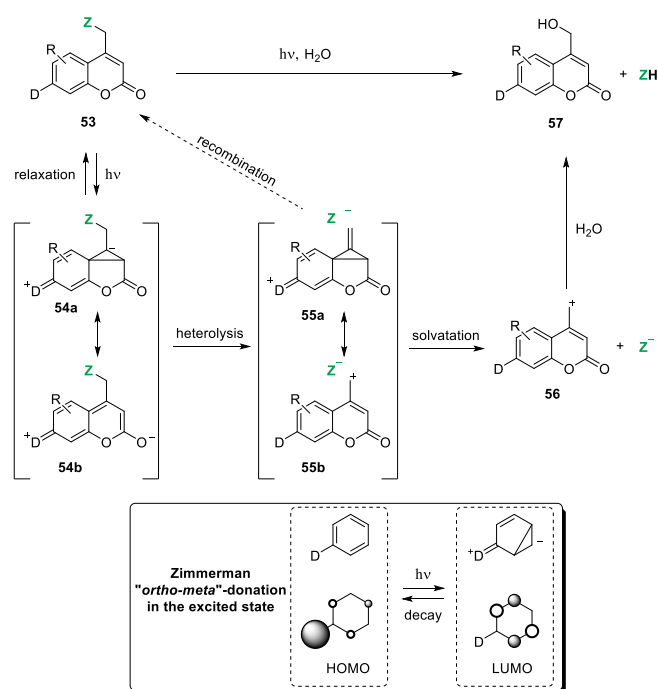 Z
R
D
O
O
53
hν, H₂O
HO
R
D
O
O
57
+ ZH
relaxation
hν
recombination
H₂O
Z
R
−
+
D
O
O
54a
Z
R
+
D
O
O−
54b
heterolysis
Z −
R
+
D
O
O
55a
Z−
+
R
D
O
O
55b
solvatation
+
R
D
O
O
56
+ Z−
Zimmerman
"ortho-meta"-donation
in the excited state
D
HOMO
hν
decay
+D
−
D
LUMO